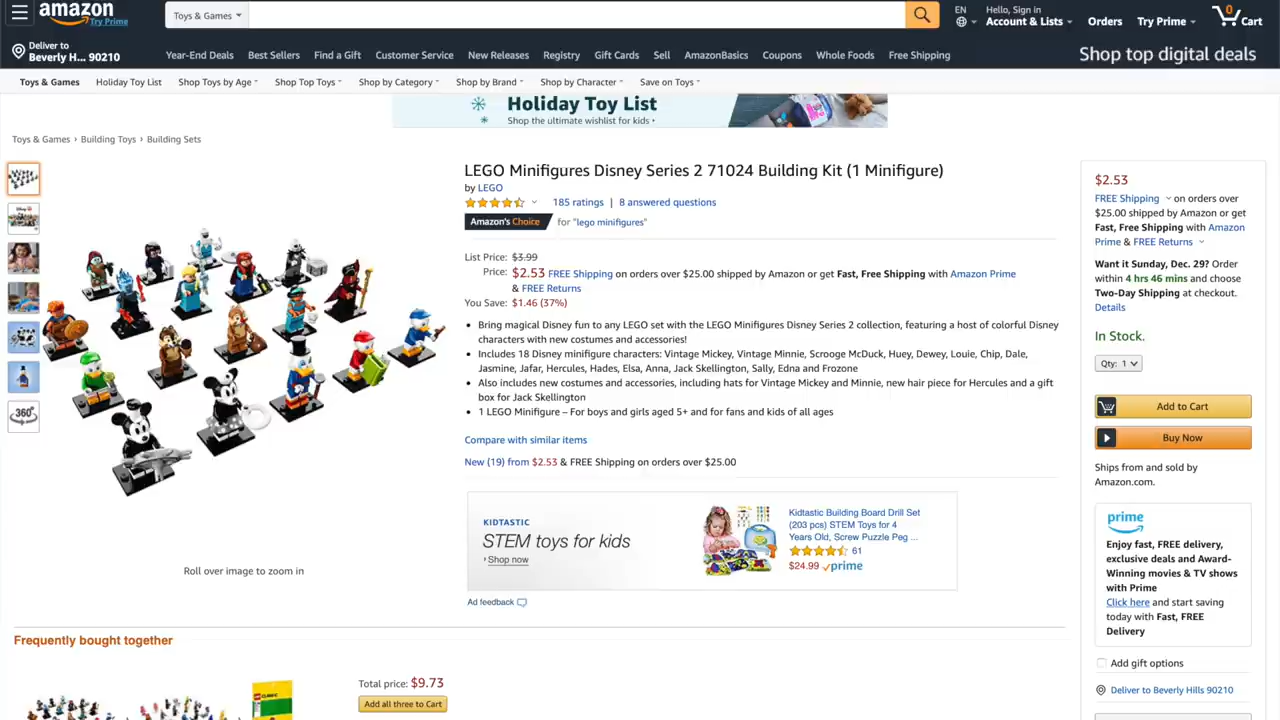 amazon
Try Prime
Toys & Games
EN
Hello, Sign in
Account & Lists
Orders
Try Prime
0
Cart
Deliver to
Beverly H... 90210
Year-End Deals Best Sellers Find a Gift Customer Service New Releases Registry Gift Cards Sell AmazonBasics Coupons Whole Foods Free Shipping
Shop top digital deals
Toys & Games Holiday Toy List Shop Toys by Age Shop Top Toys Shop by Category Shop by Brand Shop by Character Save on Toys
Holiday Toy List
Shop the ultimate wishlist for kids ›
Toys & Games › Building Toys › Building Sets
LEGO Minifigures Disney Series 2 71024 Building Kit (1 Minifigure)
by LEGO
185 ratings | 8 answered questions
Amazon's Choice for "lego minifigures"
List Price: $3.99
Price: $2.53 FREE Shipping on orders over $25.00 shipped by Amazon or get Fast, Free Shipping with Amazon Prime
& FREE Returns
You Save: $1.46 (37%)
• Bring magical Disney fun to any LEGO set with the LEGO Minifigures Disney Series 2 collection, featuring a host of colorful Disney
characters with new costumes and accessories!
• Includes 18 Disney minifigure characters: Vintage Mickey, Vintage Minnie, Scrooge McDuck, Huey, Dewey, Louie, Chip, Dale,
Jasmine, Jafar, Hercules, Hades, Elsa, Anna, Jack Skellington, Sally, Edna and Frozone
• Also includes new costumes and accessories, including hats for Vintage Mickey and Minnie, new hair piece for Hercules and a gift
box for Jack Skellington
• 1 LEGO Minifigure – For boys and girls aged 5+ and for fans and kids of all ages
Compare with similar items
New (19) from $2.53 & FREE Shipping on orders over $25.00
KIDTASTIC
STEM toys for kids
› Shop now
Kidtastic Building Board Drill Set
(203 pcs) STEM Toys for 4
Years Old, Screw Puzzle Peg ...
61
$24.99 prime
Ad feedback
360°
Roll over image to zoom in
Frequently bought together
Total price: $9.73
Add all three to Cart
CLASSIC
$2.53
FREE Shipping on orders over
$25.00 shipped by Amazon or get
Fast, Free Shipping with Amazon
Prime & FREE Returns
Want it Sunday, Dec. 29? Order
within 4 hrs 46 mins and choose
Two-Day Shipping at checkout.
Details
In Stock.
Qty: 1
Add to Cart
Buy Now
Ships from and sold by
Amazon.com.
prime
Enjoy fast, FREE delivery,
exclusive deals and Award-
Winning movies & TV shows
with Prime
Click here and start saving
today with Fast, FREE
Delivery
Add gift options
Deliver to Beverly Hills 90210